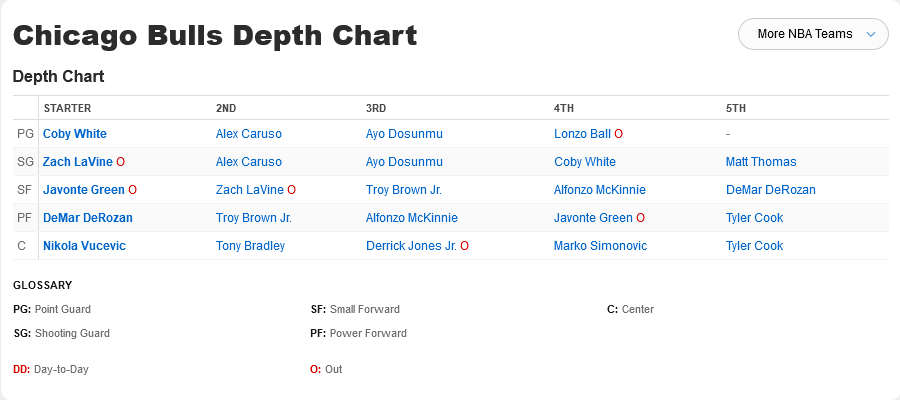 Chicago Bulls Depth Chart
More NBA Teams
Depth Chart
STARTER 2ND 3RD 4TH 5TH
PG Coby White Alex Caruso Ayo Dosunmu Lonzo Ball O -
SG Zach LaVine O Alex Caruso Ayo Dosunmu Coby White Matt Thomas
SF Javonte Green O Zach LaVine O Troy Brown Jr. Alfonzo McKinnie DeMar DeRozan
PF DeMar DeRozan Troy Brown Jr. Alfonzo McKinnie Javonte Green O Tyler Cook
C Nikola Vucevic Tony Bradley Derrick Jones Jr. O Marko Simonovic Tyler Cook
GLOSSARY
PG: Point Guard SF: Small Forward C: Center
SG: Shooting Guard PF: Power Forward
DD: Day-to-Day O: Out